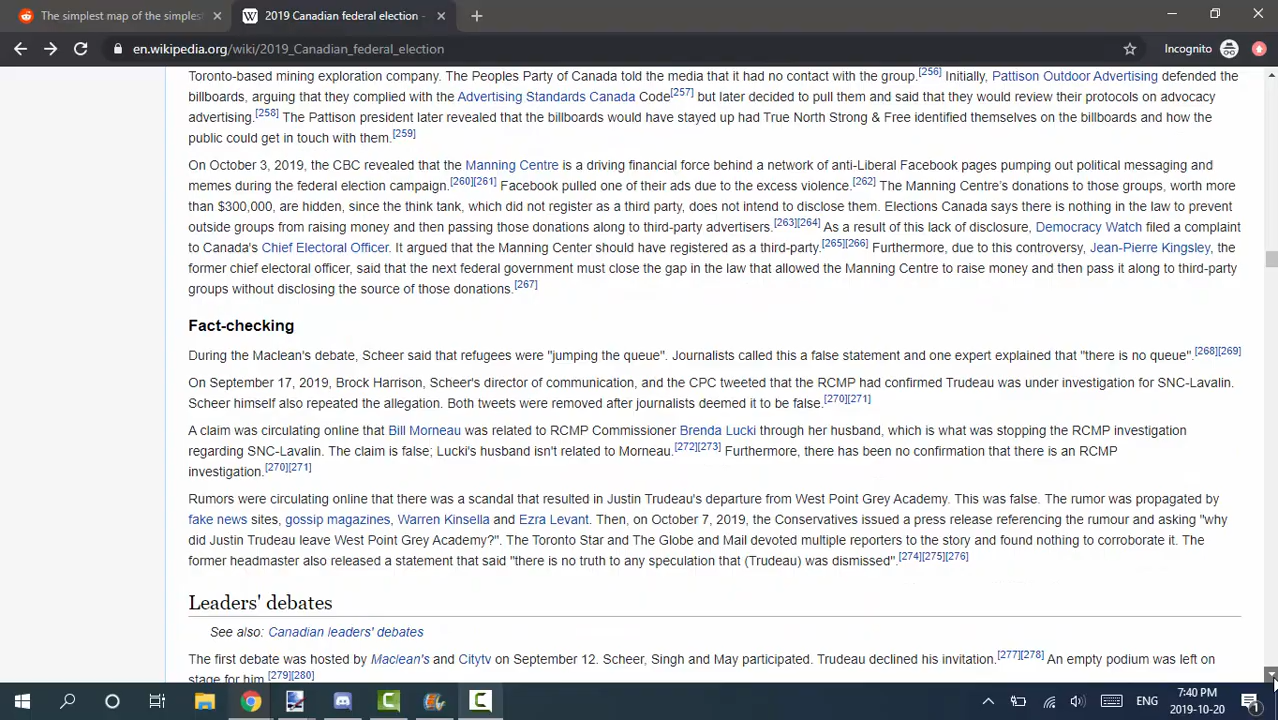 The simplest map of the simples
2019 Canadian federal election -
en.wikipedia.org/wiki/2019_Canadian_federal_election
Incognito
Toronto-based mining exploration company. The Peoples Party of Canada told the media that it had no contact with the group.[256] Initially, Pattison Outdoor Advertising defended the
billboards, arguing that they complied with the Advertising Standards Canada Code[257] but later decided to pull them and said that they would review their protocols on advocacy
advertising.[258] The Pattison president later revealed that the billboards would have stayed up had True North Strong & Free identified themselves on the billboards and how the
public could get in touch with them.[259]
On October 3, 2019, the CBC revealed that the Manning Centre is a driving financial force behind a network of anti-Liberal Facebook pages pumping out political messaging and
memes during the federal election campaign.[260][261] Facebook pulled one of their ads due to the excess violence.[262] The Manning Centre's donations to those groups, worth more
than $300,000, are hidden, since the think tank, which did not register as a third party, does not intend to disclose them. Elections Canada says there is nothing in the law to prevent
outside groups from raising money and then passing those donations along to third-party advertisers.[263][264] As a result of this lack of disclosure, Democracy Watch filed a complaint
to Canada's Chief Electoral Officer. It argued that the Manning Center should have registered as a third-party.[265][266] Furthermore, due to this controversy, Jean-Pierre Kingsley, the
former chief electoral officer, said that the next federal government must close the gap in the law that allowed the Manning Centre to raise money and then pass it along to third-party
groups without disclosing the source of those donations.[267]
Fact-checking
During the Maclean's debate, Scheer said that refugees were "jumping the queue". Journalists called this a false statement and one expert explained that "there is no queue".[268][269]
On September 17, 2019, Brock Harrison, Scheer's director of communication, and the CPC tweeted that the RCMP had confirmed Trudeau was under investigation for SNC-Lavalin.
Scheer himself also repeated the allegation. Both tweets were removed after journalists deemed it to be false.[270][271]
A claim was circulating online that Bill Morneau was related to RCMP Commissioner Brenda Lucki through her husband, which is what was stopping the RCMP investigation
regarding SNC-Lavalin. The claim is false; Lucki's husband isn't related to Morneau.[272][273] Furthermore, there has been no confirmation that there is an RCMP
investigation.[270][271]
Rumors were circulating online that there was a scandal that resulted in Justin Trudeau's departure from West Point Grey Academy. This was false. The rumor was propagated by
fake news sites, gossip magazines, Warren Kinsella and Ezra Levant. Then, on October 7, 2019, the Conservatives issued a press release referencing the rumour and asking "why
did Justin Trudeau leave West Point Grey Academy?". The Toronto Star and The Globe and Mail devoted multiple reporters to the story and found nothing to corroborate it. The
former headmaster also released a statement that said "there is no truth to any speculation that (Trudeau) was dismissed".[274][275][276]
Leaders' debates
See also: Canadian leaders' debates
The first debate was hosted by Maclean's and Citytv on September 12. Scheer, Singh and May participated. Trudeau declined his invitation.[277][278] An empty podium was left on
stage for him.[279][280]
ENG
7:40 PM
2019-10-20
1